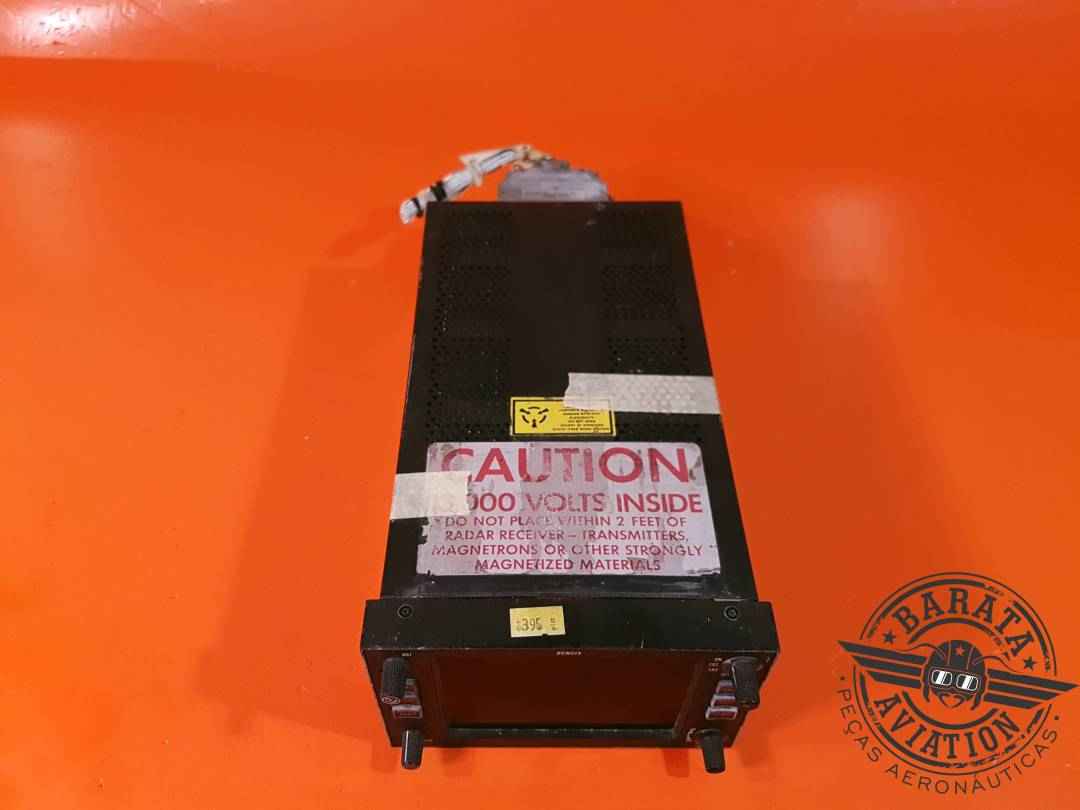 CAUTION
000 VOLTS INSIDE
DO NOT PLACE WITHIN 2 FEET OF
RADAR RECEIVER – TRANSMITTERS,
MAGNETRONS OR OTHER STRONGLY
MAGNETIZED MATERIALS
BENDIX
BARATA
AVIATION
PEÇAS AERONÁUTICAS